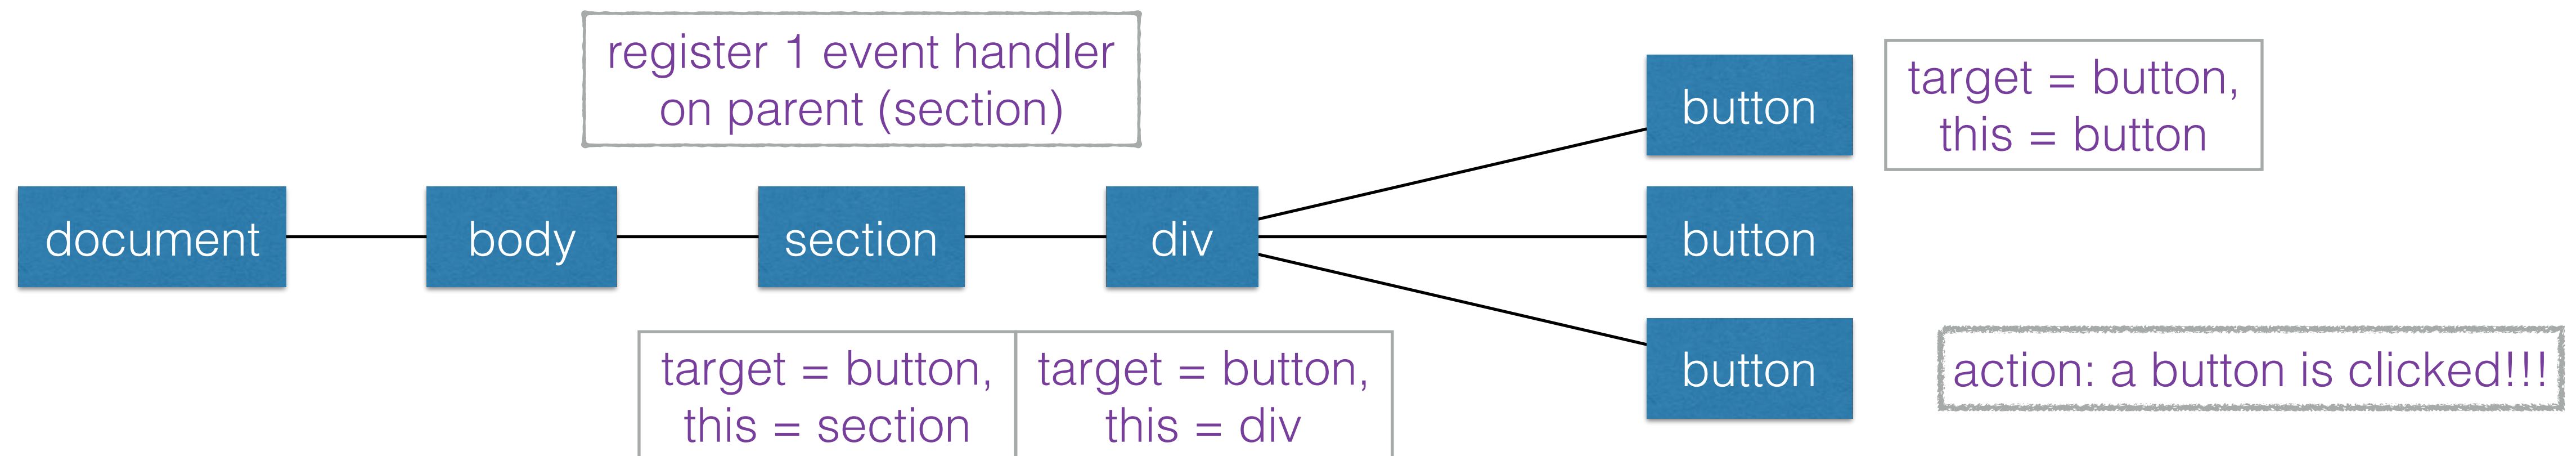 register 1 event handler
on parent (section)
button
target = button,
this = button
document
body
section
div
button
target = button,
this = section
target = button,
this = div
button
action: a button is clicked!!!